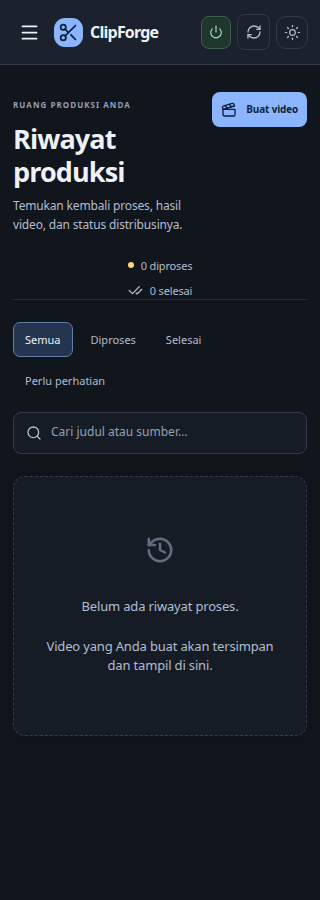 ClipForge
RUANG PRODUKSI ANDA
Buat video
Riwayat
produksi
Temukan kembali proses, hasil
video, dan status distribusinya.
0 diproses
0 selesai
Semua
Diproses
Selesai
Perlu perhatian
Cari judul atau sumber...
Belum ada riwayat proses.
Video yang Anda buat akan tersimpan
dan tampil di sini.